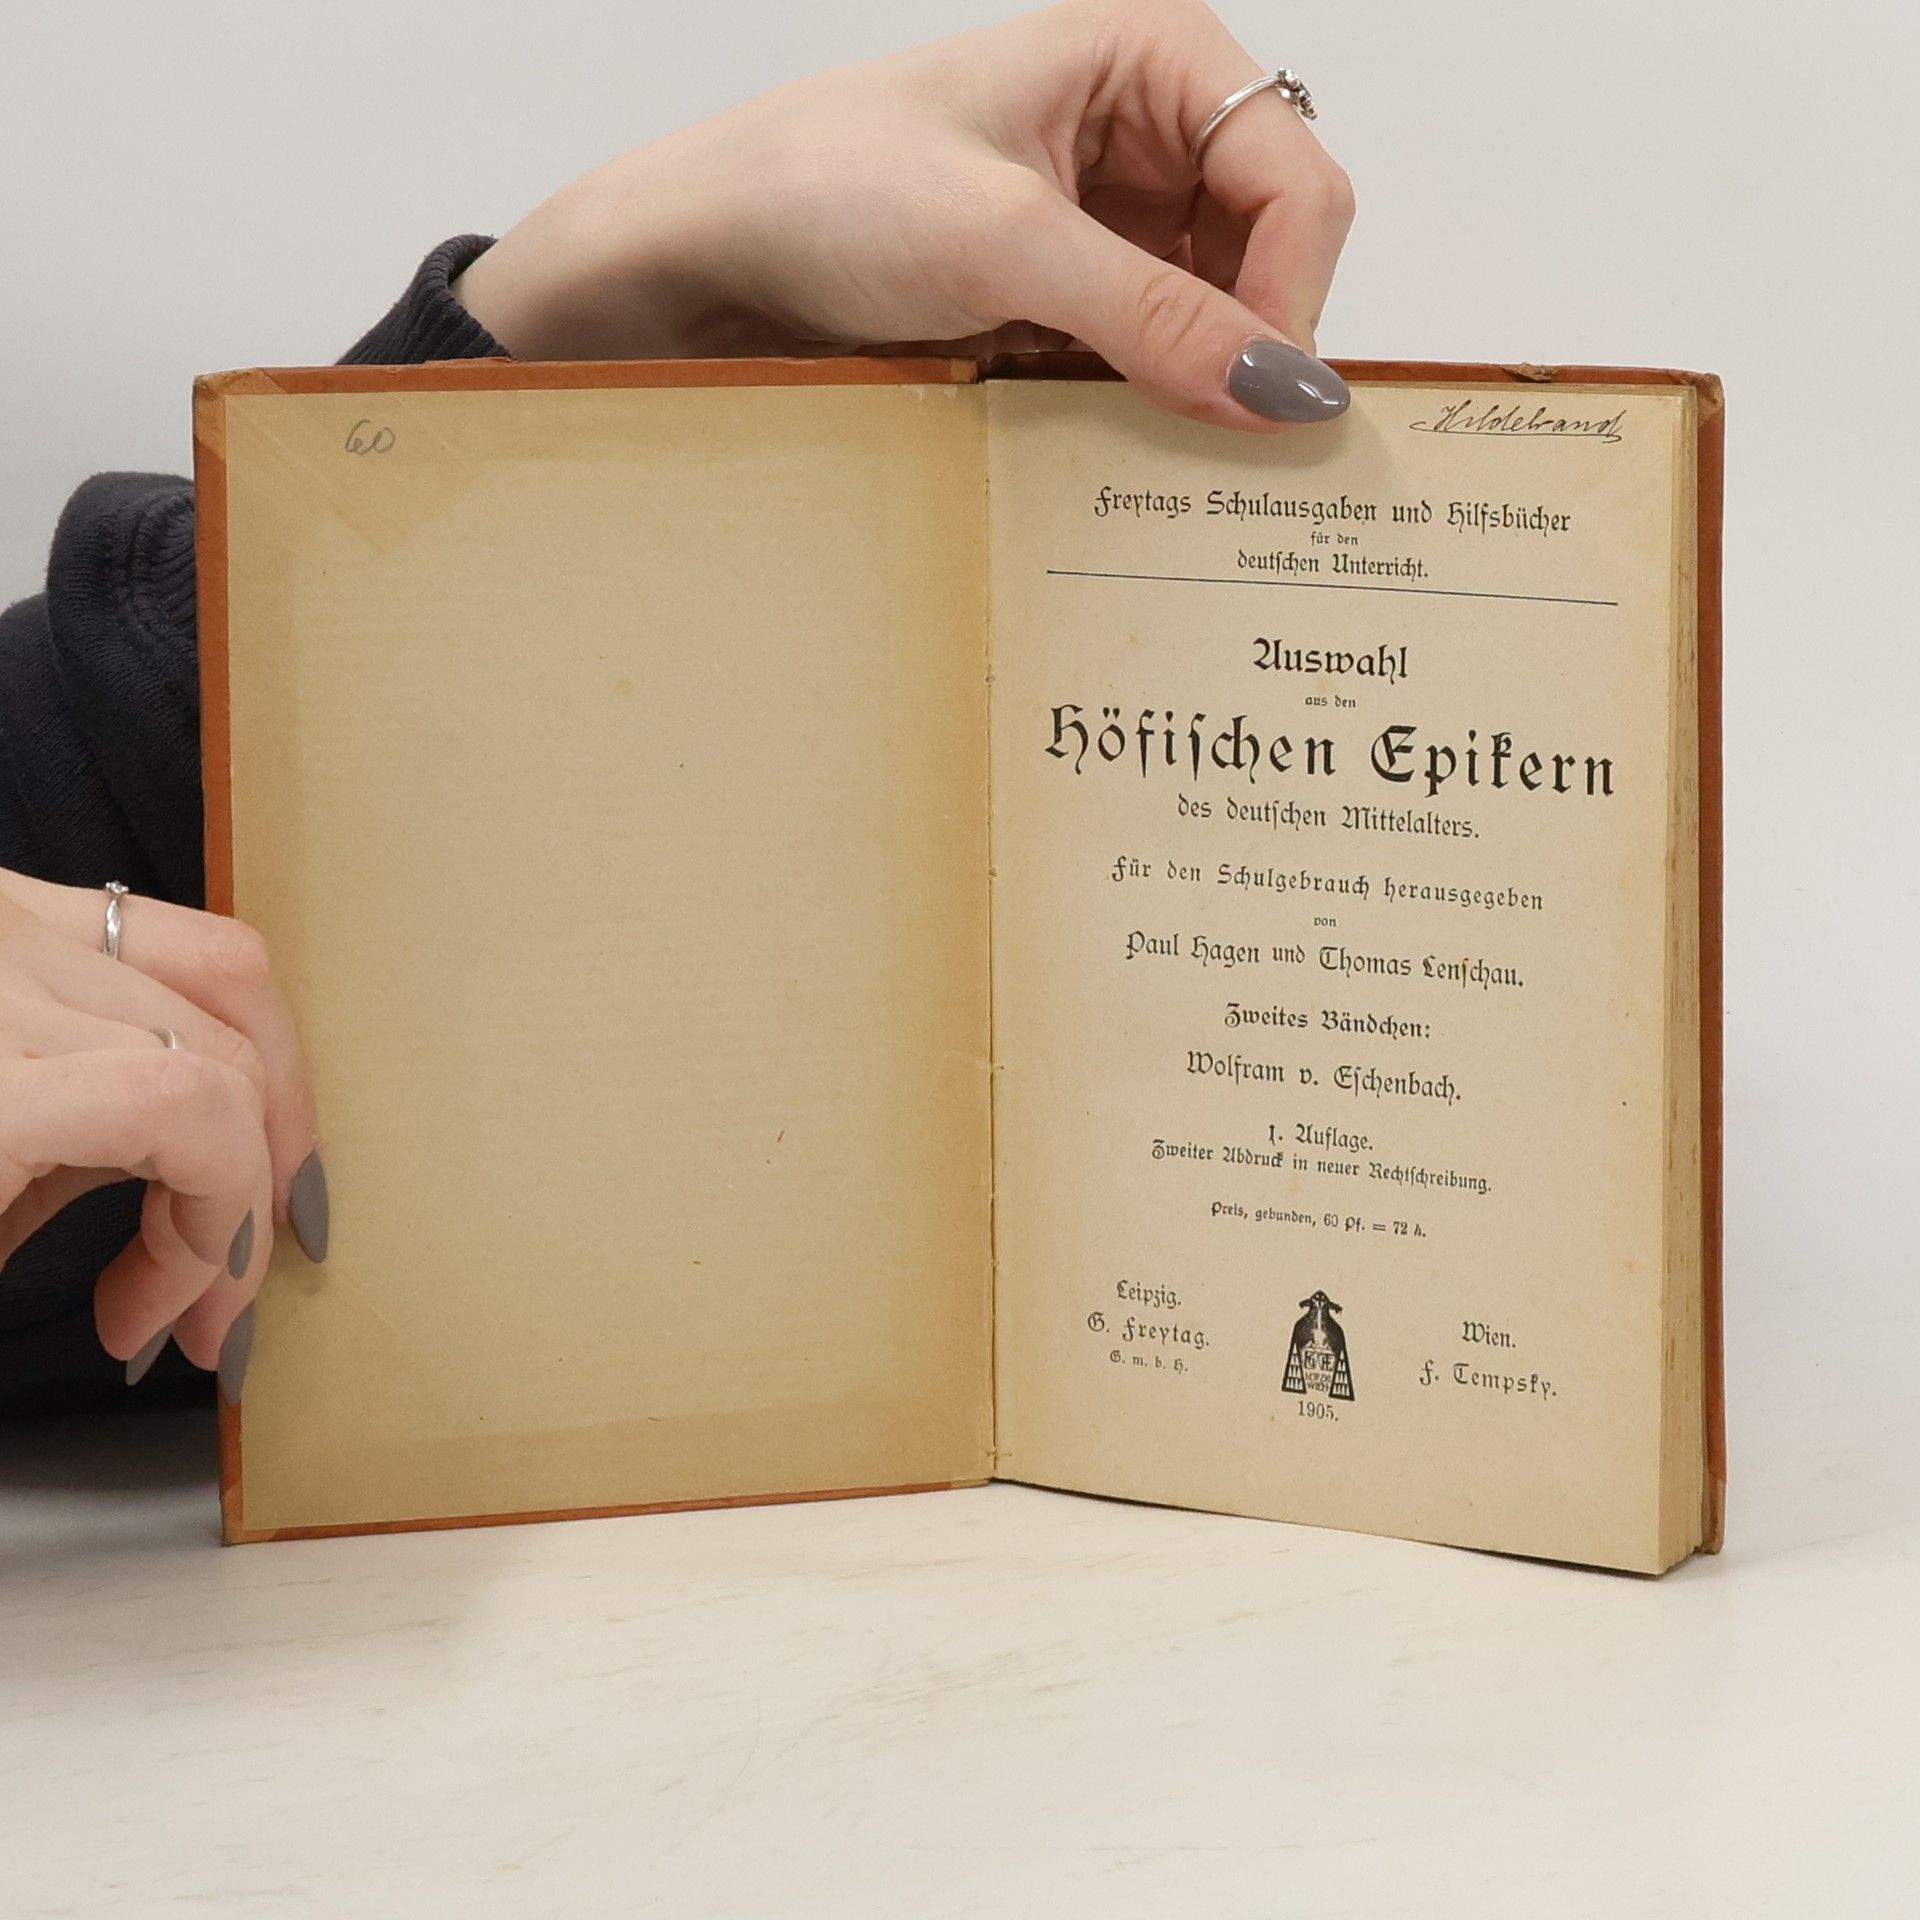 60
Hildebrand
Freytags Schulausgaben und Hilfsbücher
für den
deutſchen Unterricht.
Auswahl
aus den
Höfiſchen Epikern
des deutſchen Mittelalters.
Für den Schulgebrauch herausgegeben
von
Paul Hagen und Thomas Lenſchau.
Zweites Bändchen:
Wolfram v. Eſchenbach.
1. Auflage.
Zweiter Abdruck in neuer Rechtſchreibung.
Preis, gebunden, 60 Pf. = 72 h.
Leipzig.
G. Freytag.
G. m. b. H.
LEIPZIG
WIEN
1905.
Wien.
F. Tempsky.